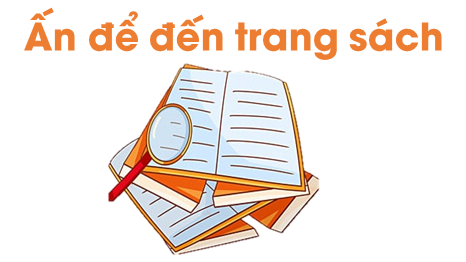 Ấn để đến trang sách